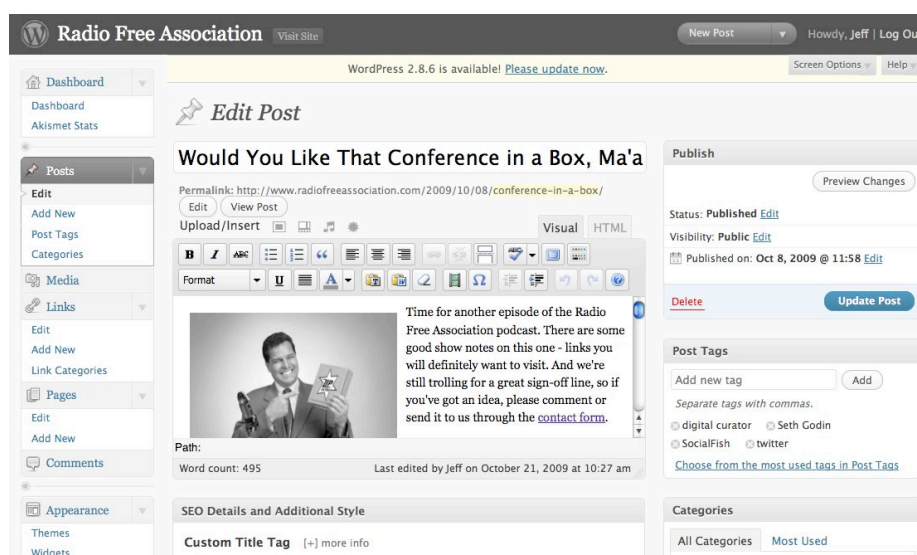 Radio Free Association Visit Site
New Post
Howdy, Jeff | Log Ou
WordPress 2.8.6 is available! Please update now.
Screen Options
Help
Dashboard
Dashboard
Akismet Stats
Posts
Edit
Add New
Post Tags
Categories
Media
Links
Edit
Add New
Link Categories
Pages
Edit
Add New
Comments
Appearance
Themes
Widgets
Edit Post
Would You Like That Conference in a Box, Ma'a
Permalink: http://www.radiofreeassociation.com/2009/10/08/conference-in-a-box/
Edit View Post
Upload/Insert
Visual HTML
B I ABC
Format U A
Time for another episode of the Radio
Free Association podcast. There are some
good show notes on this one - links you
will definitely want to visit. And we're
still trolling for a great sign-off line, so if
you've got an idea, please comment or
send it to us through the contact form.
Path:
Word count: 495
Last edited by Jeff on October 21, 2009 at 10:27 am
SEO Details and Additional Style
Custom Title Tag [+] more info
Publish
Preview Changes
Status: Published Edit
Visibility: Public Edit
Published on: Oct 8, 2009 @ 11:58 Edit
Delete
Update Post
Post Tags
Add new tag
Add
Separate tags with commas.
digital curator Seth Godin
SocialFish twitter
Choose from the most used tags in Post Tags
Categories
All Categories Most Used